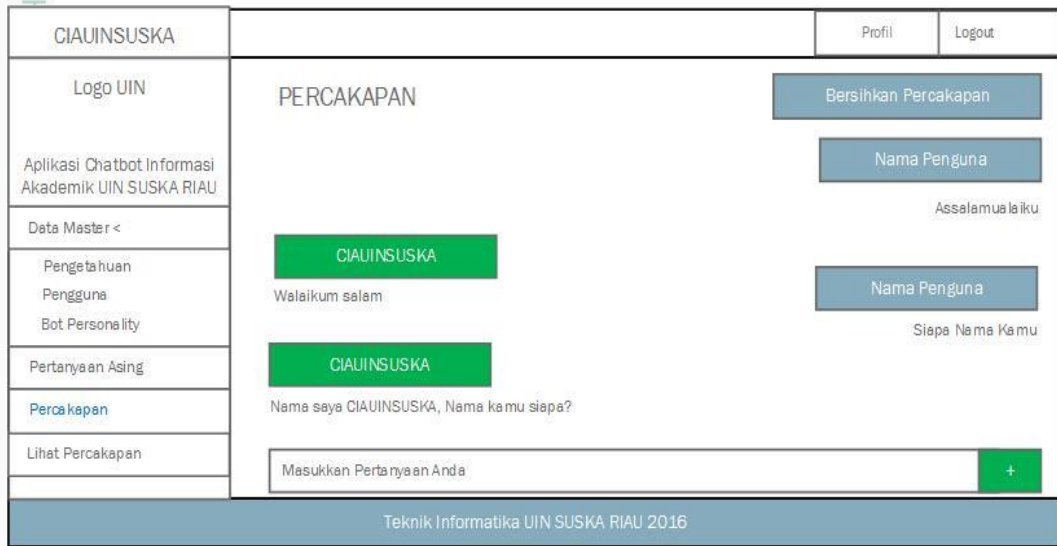 CIAUINSUSKA
Profil
Logout
Logo UIN
Aplikasi Chatbot Informasi
Akademik UIN SUSKA RIAU
Data Master <
Pengetahuan
Pengguna
Bot Personality
Pertanyaan Asing
Percakapan
Lihat Percakapan
PERCAKAPAN
Bersihkan Percakapan
Nama Penguna
Assalamualaiku
CIAUINSUSKA
Walaikum salam
Nama Penguna
Siapa Nama Kamu
CIAUINSUSKA
Nama saya CIAUINSUSKA, Nama kamu siapa?
Masukkan Pertanyaan Anda
+
Teknik Informatika UIN SUSKA RIAU 2016